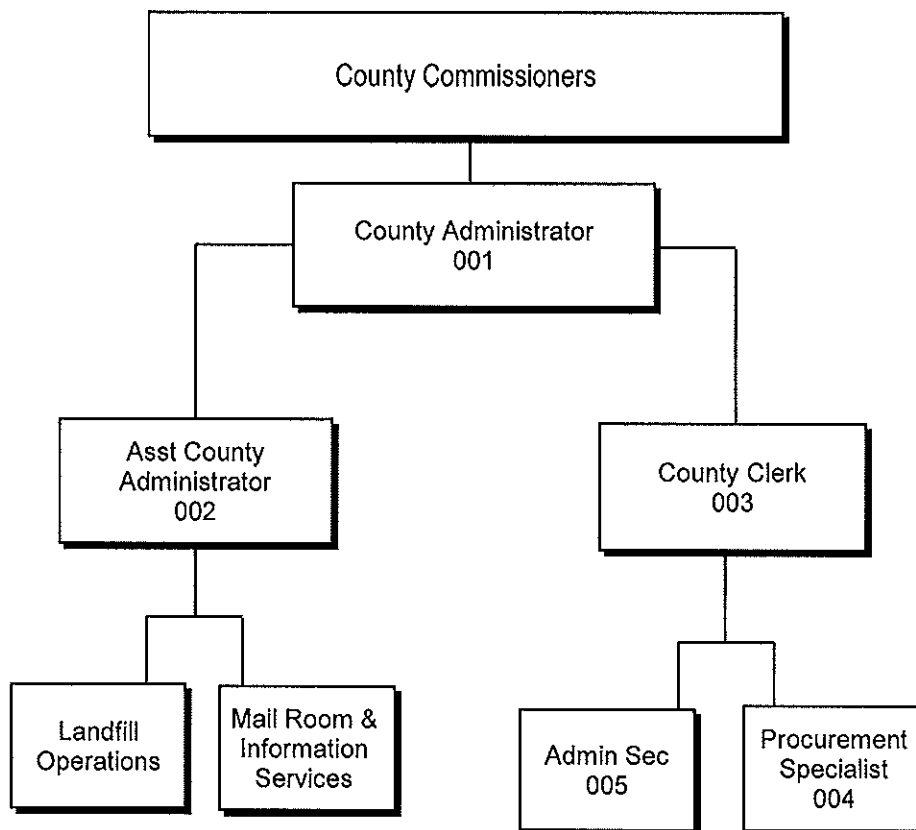 County Commissioners
County Administrator
001
Asst County
Administrator
002
County Clerk
003
Landfill
Operations
Mail Room &
Information
Services
Admin Sec
005
Procurement
Specialist
004